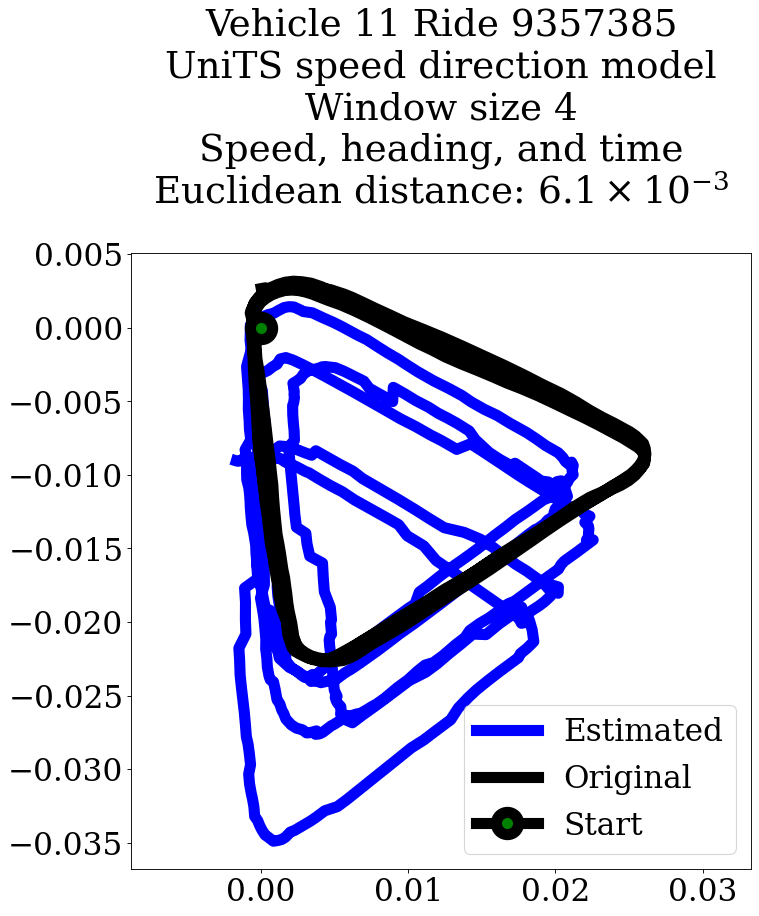 Vehicle 11 Ride 9357385
UniTS speed direction model
Window size 4
Speed, heading, and time
Euclidean distance: 6.1 × 10⁻³
0.005
0.000
−0.005
−0.010
−0.015
−0.020
−0.025
−0.030
−0.035
Estimated
Original
Start
0.00 0.01 0.02 0.03